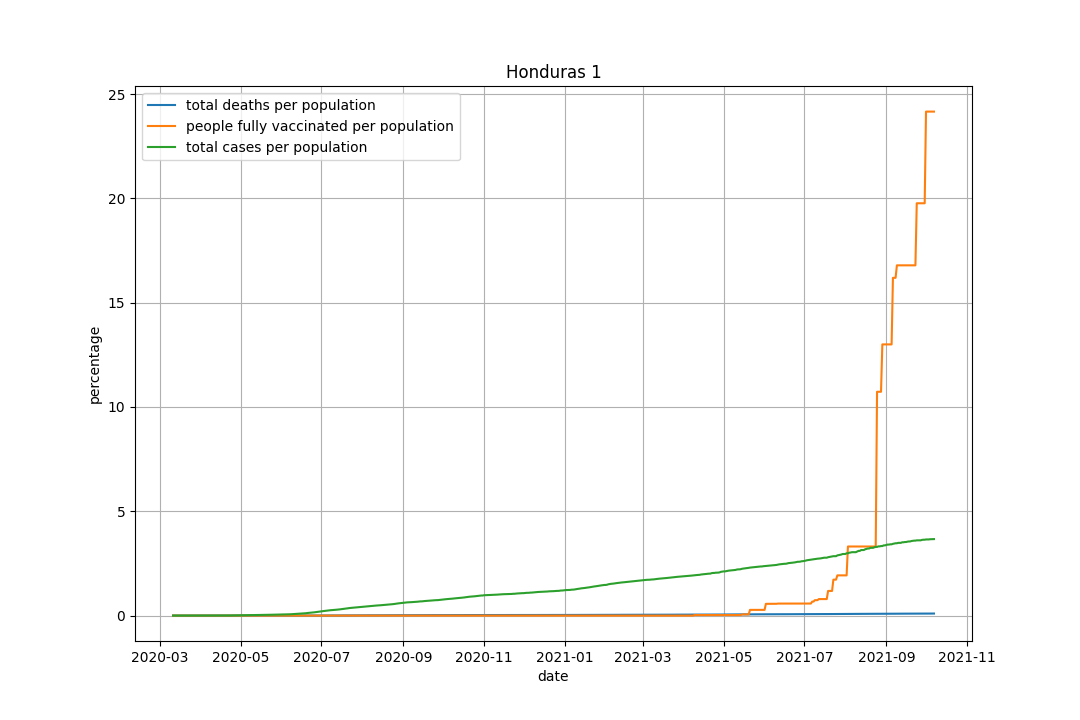 Honduras 1
total deaths per population
people fully vaccinated per population
total cases per population
25
20
15
10
5
0
percentage
2020-03 2020-05 2020-07 2020-09 2020-11 2021-01 2021-03 2021-05 2021-07 2021-09 2021-11
date